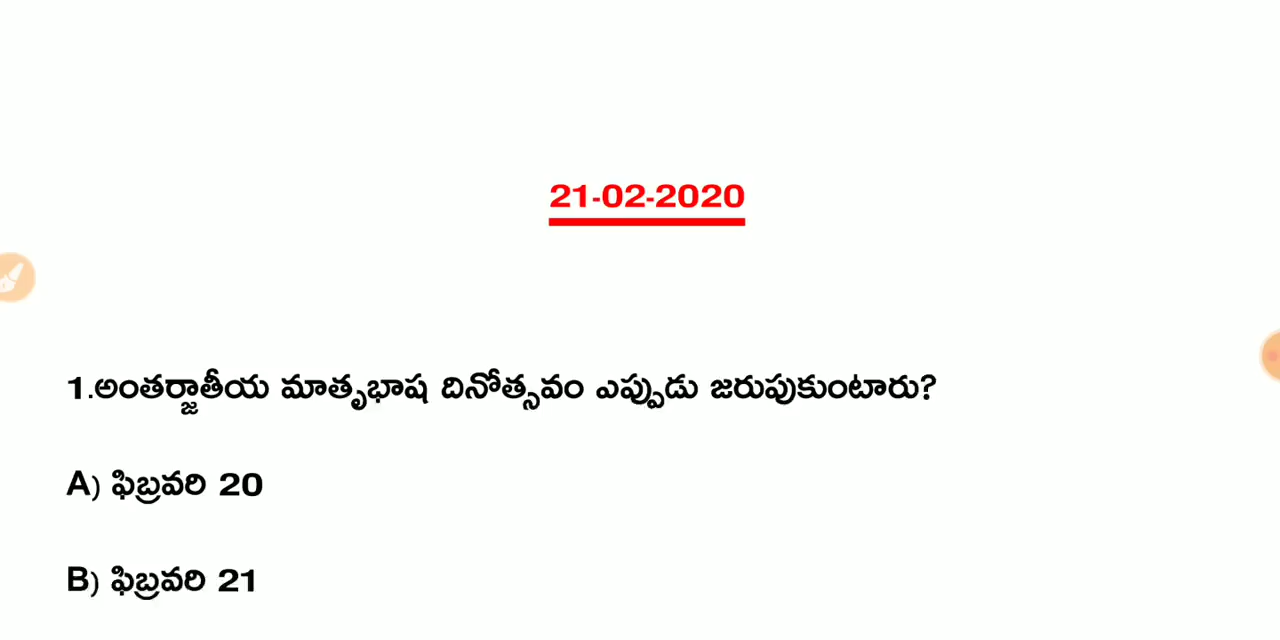 21-02-2020
1.అంతర్జాతీయ మాతృభాష దినోత్సవం ఎప్పుడు జరుపుకుంటారు?
A) ఫిబ్రవరి 20
B) ఫిబ్రవరి 21